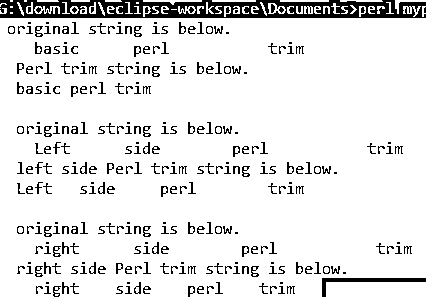 G:\download\eclipse-workspace\Documents>perl myp
original string is below.
basic perl trim
Perl trim string is below.
basic perl trim
original string is below.
Left side perl trim
left side Perl trim string is below.
Left side perl trim
original string is below.
right side perl trim
right side Perl trim string is below.
right side perl trim